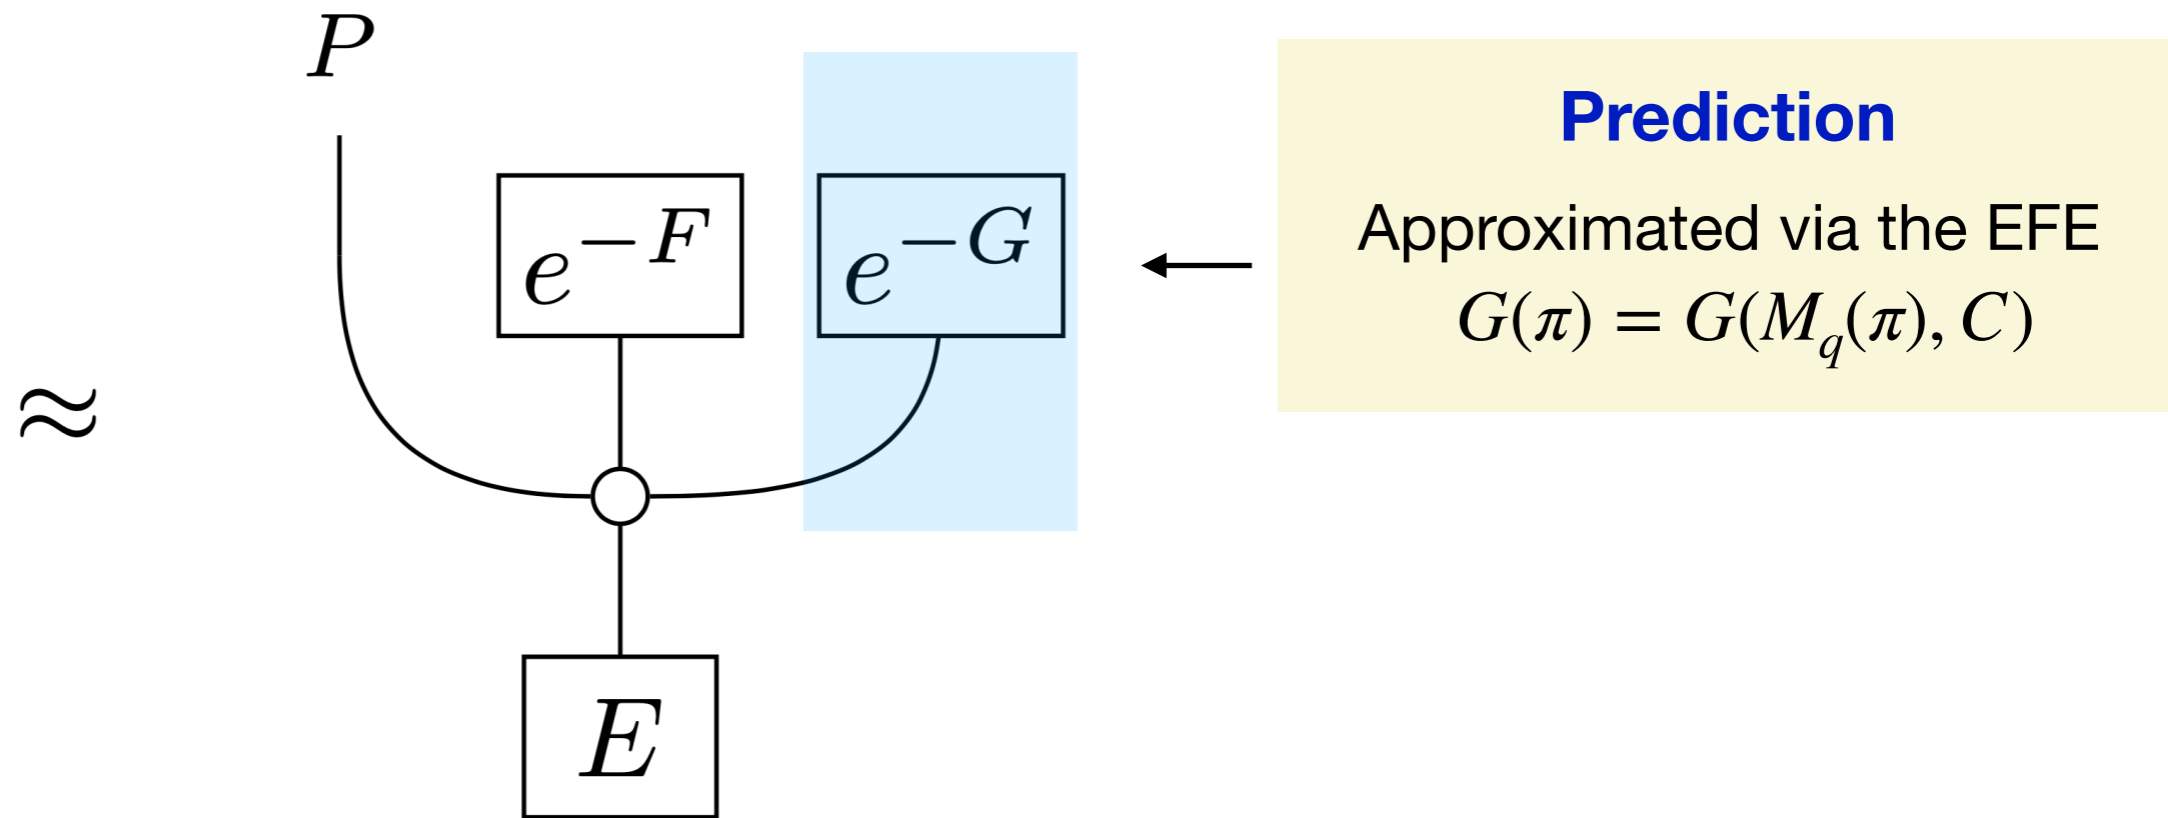 P
≈
e^{-F}
e^{-G}
E
Prediction
Approximated via the EFE
G(π) = G(M_q(π), C)